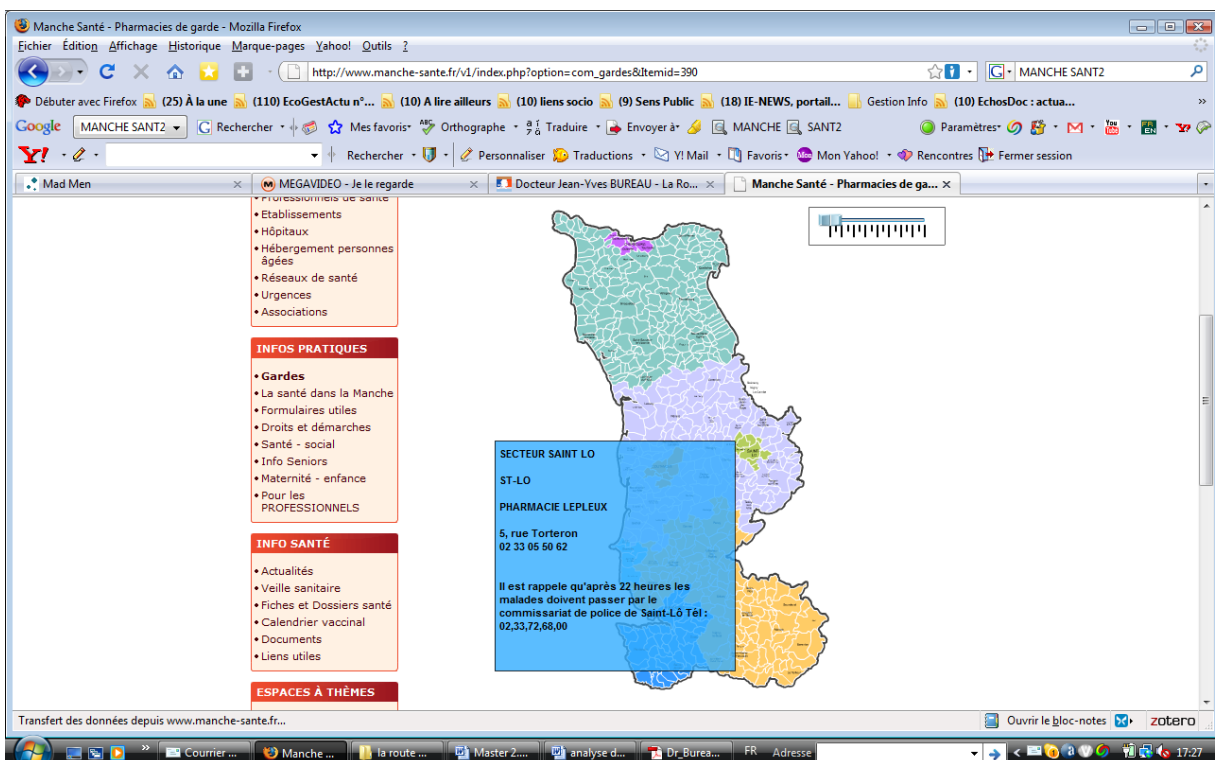 Manche Santé - Pharmacies de garde - Mozilla Firefox
Fichier Édition Affichage Historique Marque-pages Yahoo! Outils ?
http://www.manche-sante.fr/v1/index.php?option=com_gardes&Itemid=390
MANCHE SANT2
Débuter avec Firefox (25) À la une (110) EcoGestActu n°... (10) A lire ailleurs (10) liens socio (9) Sens Public (18) IE-NEWS, portail... Gestion Info (10) EchosDoc : actua... »
Google MANCHE SANT2 Rechercher Mes favoris Orthographe Traduire Envoyer à MANCHE SANT2 Paramètres
Y! Rechercher Personnaliser Traductions Y! Mail Favoris Mon Yahoo! Rencontres Fermer session
Mad Men MEGAVIDEO - Je le regarde Docteur Jean-Yves BUREAU - La Ro... Manche Santé - Pharmacies de ga...
Professionnels de santé
Etablissements
Hôpitaux
Hébergement personnes
âgées
Réseaux de santé
Urgences
Associations
INFOS PRATIQUES
Gardes
La santé dans la Manche
Formulaires utiles
Droits et démarches
Santé - social
Info Seniors
Maternité - enfance
Pour les
PROFESSIONNELS
INFO SANTÉ
Actualités
Veille sanitaire
Fiches et Dossiers santé
Calendrier vaccinal
Documents
Liens utiles
ESPACES À THÈMES
SECTEUR SAINT LO
ST-LO
PHARMACIE LEPLEUX
5, rue Torteron
02 33 05 50 62
Il est rappele qu'après 22 heures les
malades doivent passer par le
commissariat de police de Saint-Lô Tél :
02,33,72,68,00
Transfert des données depuis www.manche-sante.fr... Ouvrir le bloc-notes zotero
» Courrier ... Manche ... la route ... Master 2.... analyse d... Dr_Burea... FR Adresse 17:27